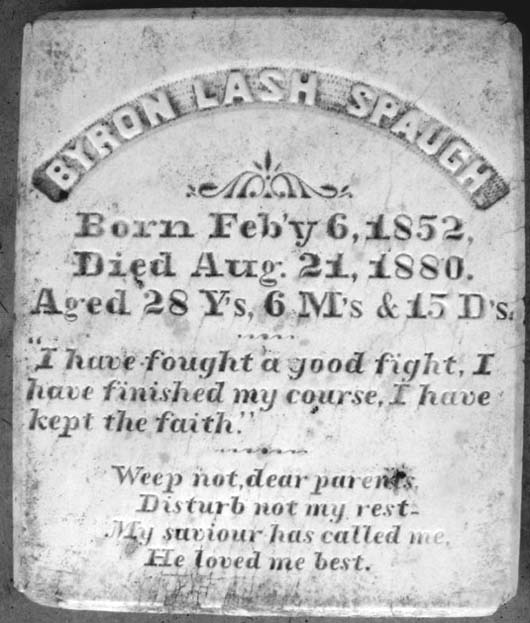 BYRON LASH SPAUGH
Born Feb'y 6, 1852,
Died Aug. 21, 1880.
Aged 28 Y's, 6 M's & 15 D's.
"I have fought a good fight, I
have finished my course, I have
kept the faith."
Weep not, dear parents,
Disturb not my rest-
My saviour has called me,
He loved me best.